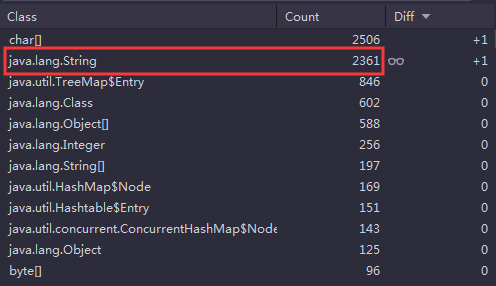 Class Count Diff
char[] 2506 +1
java.lang.String 2361 +1
java.util.TreeMap$Entry 846 0
java.lang.Class 602 0
java.lang.Object[] 588 0
java.lang.Integer 256 0
java.lang.String[] 197 0
java.util.HashMap$Node 169 0
java.util.Hashtable$Entry 151 0
java.util.concurrent.ConcurrentHashMap$Node 143 0
java.lang.Object 125 0
byte[] 96 0